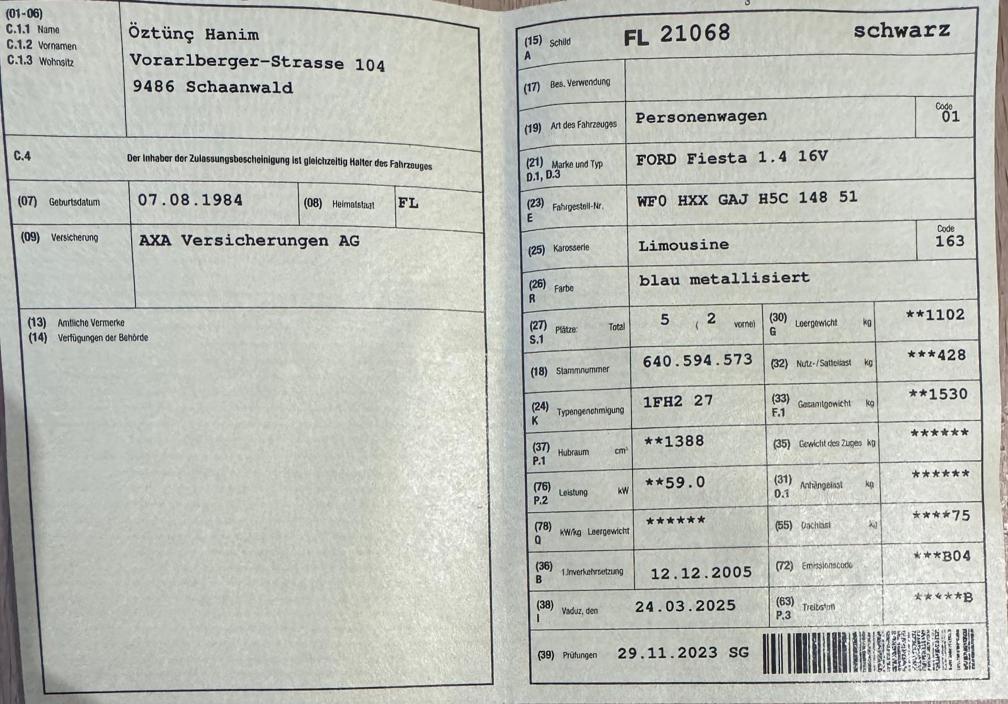 (01-06)
C.1.1 Name
C.1.2 Vornamen
C.1.3 Wohnsitz
Öztünç Hanim
Vorarlberger-Strasse 104
9486 Schaanwald
C.4 Der Inhaber der Zulassungsbescheinigung ist gleichzeitig Halter des Fahrzeuges
(07) Geburtsdatum 07.08.1984 (08) Heimatstaat FL
(09) Versicherung AXA Versicherungen AG
(13) Amtliche Vermerke
(14) Verfügungen der Behörde
(15) A Schild FL 21068 schwarz
(17) Bes. Verwendung
(19) Art des Fahrzeuges Personenwagen Code 01
(21) D.1, D.3 Marke und Typ FORD Fiesta 1.4 16V
(23) E Fahrgestell-Nr. WF0 HXX GAJ H5C 148 51
(25) Karosserie Limousine Code 163
(26) R Farbe blau metallisiert
(27) S.1 Plätze: Total 5 ( 2 vorne) (30) G Leergewicht kg **1102
(18) Stammnummer 640.594.573 (32) Nutz-/Sattellast kg ***428
(24) K Typengenehmigung 1FH2 27 (33) F.1 Gesamtgewicht kg **1530
(37) P.1 Hubraum cm³ **1388 (35) Gewicht des Zuges kg ******
(76) P.2 Leistung kW **59.0 (31) O.1 Anhängelast kg ******
(78) Q kW/kg Leergewicht ****** (55) Dachlast kg ****75
(36) B 1.Inverkehrsetzung 12.12.2005 (72) Emissionscode ***B04
(38) I Vaduz, den 24.03.2025 (63) P.3 Treibstoff *****B
(39) Prüfungen 29.11.2023 SG